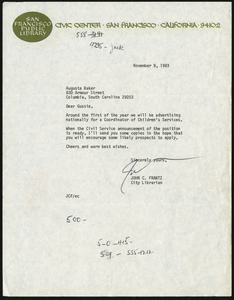 SAN FRANCISCO PUBLIC LIBRARY
CIVIC CENTER · SAN FRANCISCO · CALIFORNIA · 94102
November 9, 1983
Augusta Baker
830 Armour Street
Columbia, South Carolina 29203
Dear Gussie,
Around the first of the year we will be advertising
nationally for a Coordinator of Children's Services.
When the Civil Service announcement of the position
is ready, I'll send you some copies in the hope that
you will encourage some likely prospects to apply.
Cheers and warm best wishes.
Sincerely yours,
JOHN C. FRANTZ
City Librarian
JCF/ec
500-